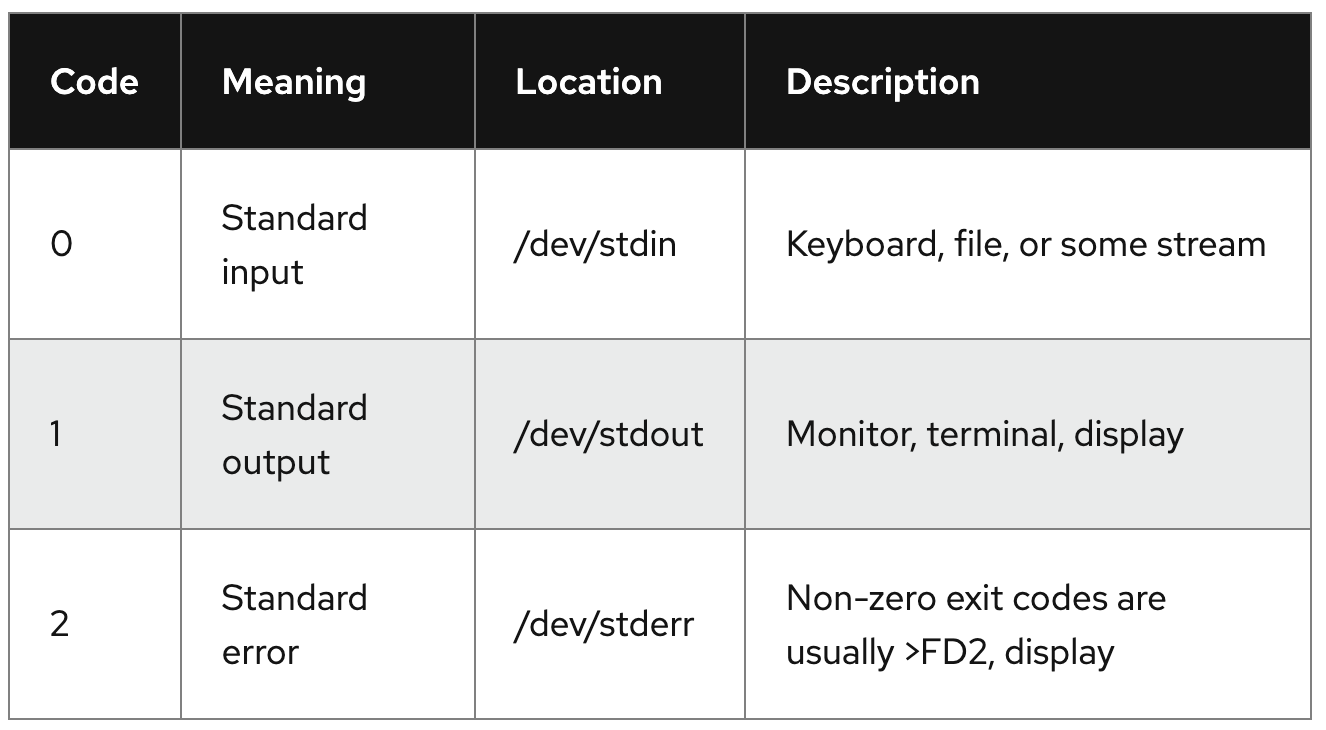 Code Meaning Location Description
0 Standard input /dev/stdin Keyboard, file, or some stream
1 Standard output /dev/stdout Monitor, terminal, display
2 Standard error /dev/stderr Non-zero exit codes are usually >FD2, display